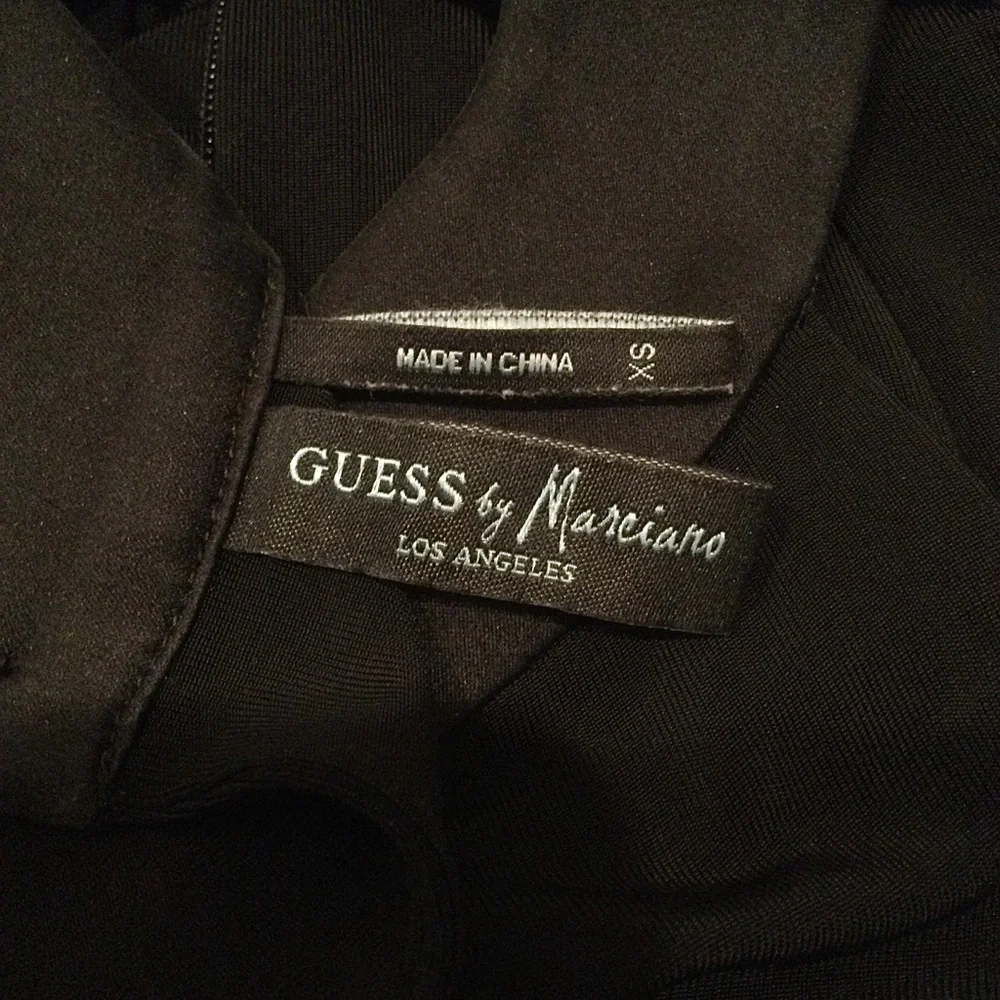 MADE IN CHINA XS
GUESS by Marciano
LOS ANGELES